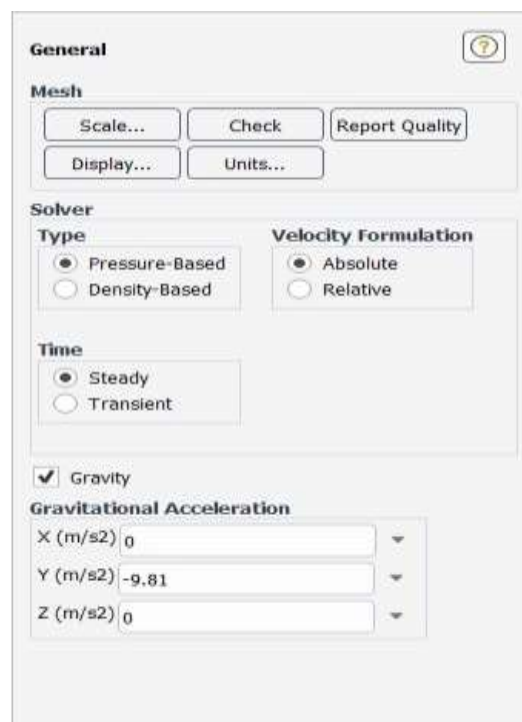 General
?
Mesh
Scale... Check Report Quality
Display... Units...
Solver
Type Velocity Formulation
Pressure-Based Absolute
Density-Based Relative
Time
Steady
Transient
Gravity
Gravitational Acceleration
X (m/s2) 0
Y (m/s2) -9.81
Z (m/s2) 0